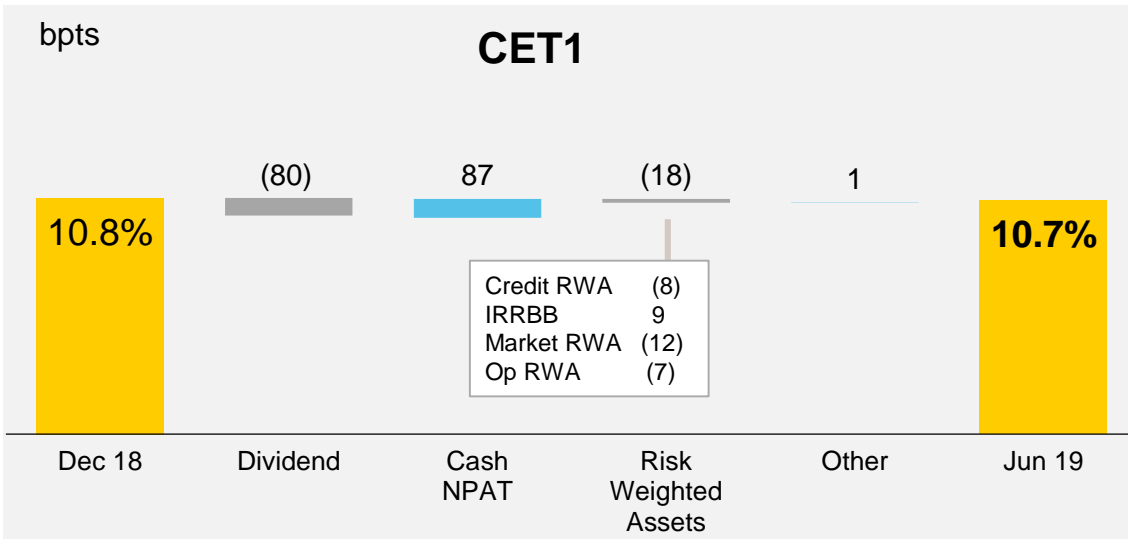 bpts
CET1
(80)
87
(18)
1
10.8%
10.7%
Credit RWA (8)
IRRBB 9
Market RWA (12)
Op RWA (7)
Dec 18
Dividend
Cash
NPAT
Risk
Weighted
Assets
Other
Jun 19